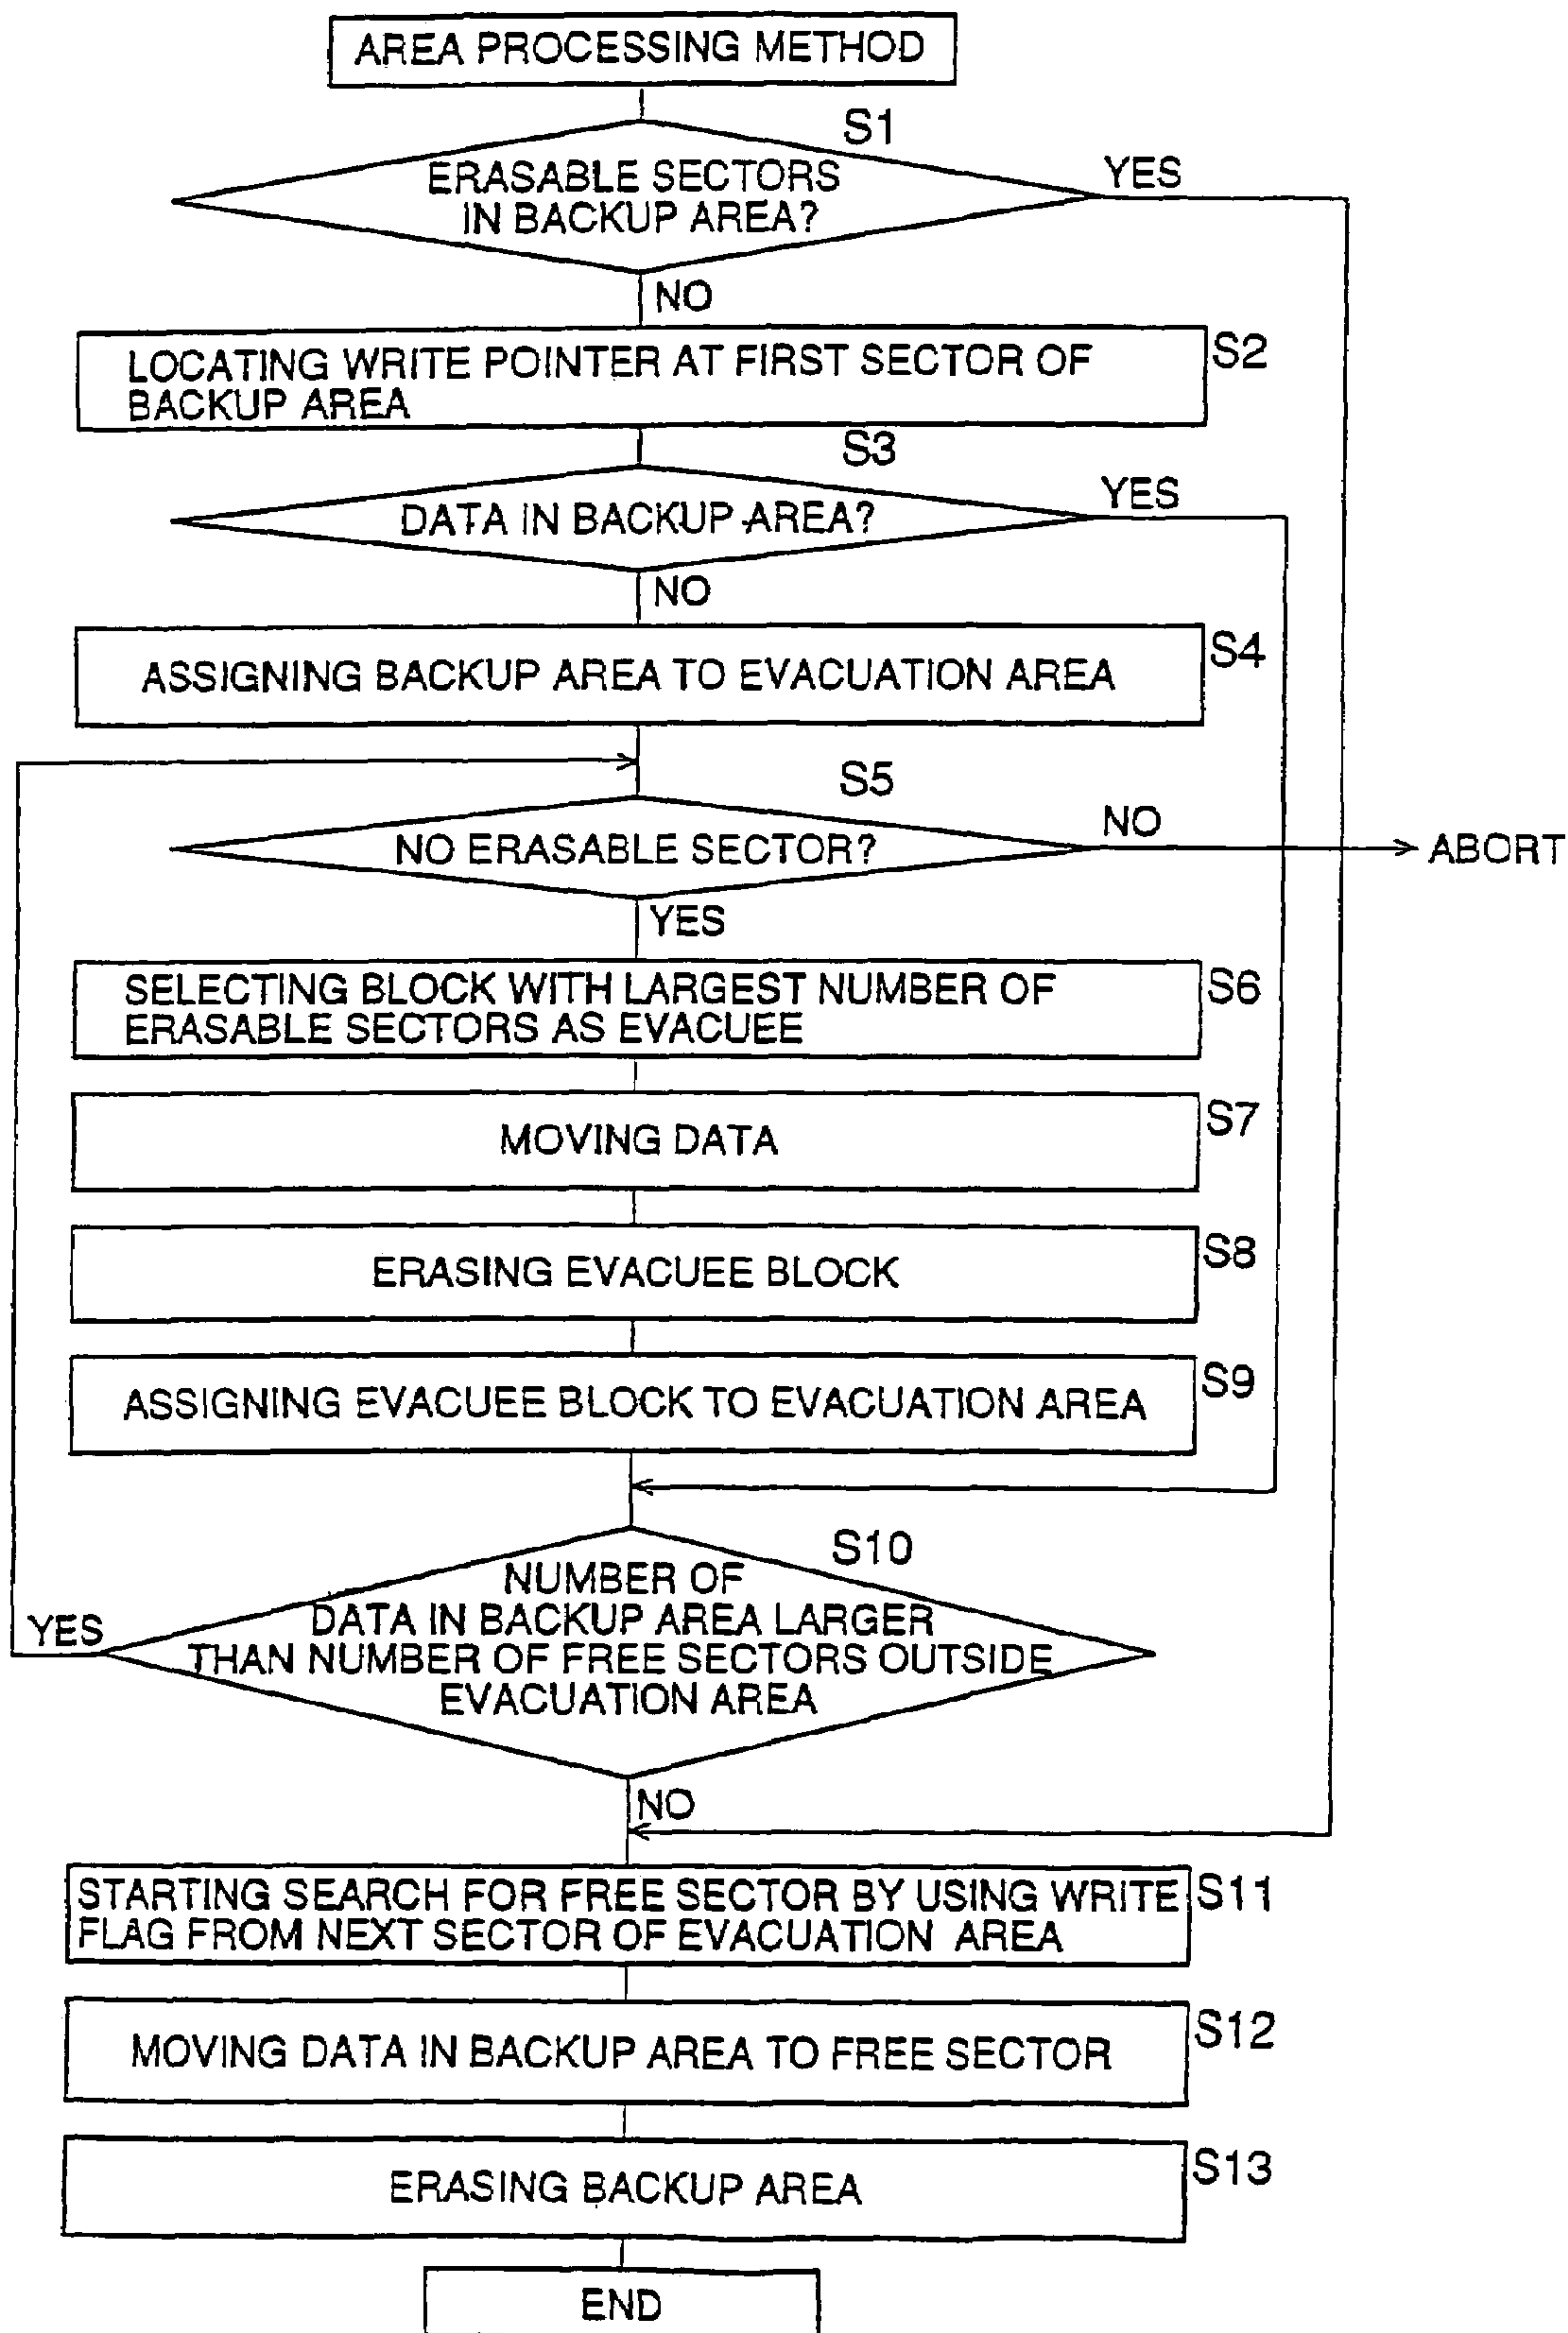 AREA PROCESSING METHOD
S1
ERASABLE SECTORS
IN BACKUP AREA?
YES
NO
LOCATING WRITE POINTER AT FIRST SECTOR OF
BACKUP AREA
S2
S3
DATA IN BACKUP AREA?
YES
NO
ASSIGNING BACKUP AREA TO EVACUATION AREA
S4
S5
NO ERASABLE SECTOR?
NO
ABORT
YES
SELECTING BLOCK WITH LARGEST NUMBER OF
ERASABLE SECTORS AS EVACUEE
S6
MOVING DATA
S7
ERASING EVACUEE BLOCK
S8
ASSIGNING EVACUEE BLOCK TO EVACUATION AREA
S9
S10
NUMBER OF
DATA IN BACKUP AREA LARGER
THAN NUMBER OF FREE SECTORS OUTSIDE
EVACUATION AREA
YES
NO
STARTING SEARCH FOR FREE SECTOR BY USING WRITE
FLAG FROM NEXT SECTOR OF EVACUATION AREA
S11
MOVING DATA IN BACKUP AREA TO FREE SECTOR
S12
ERASING BACKUP AREA
S13
END